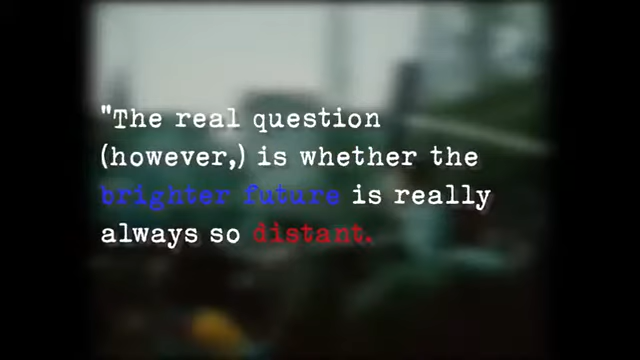 "The real question
(however,) is whether the
brighter future is really
always so distant.